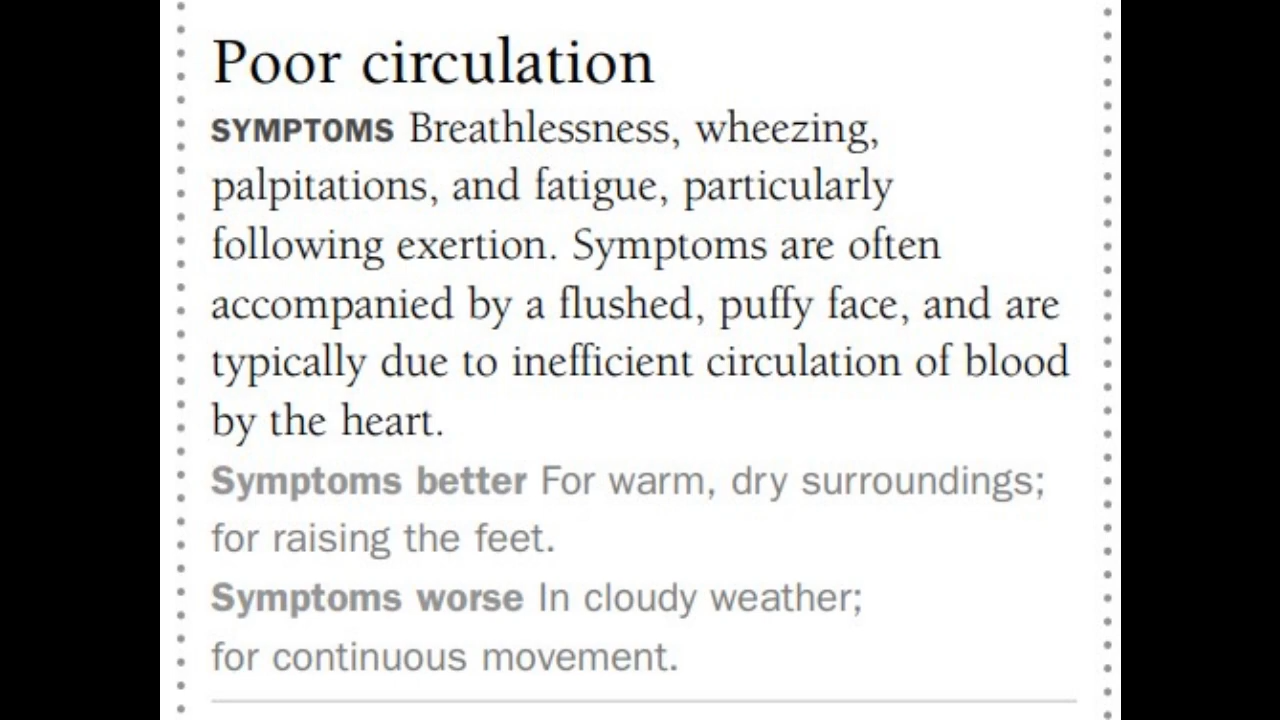 Poor circulation
SYMPTOMS Breathlessness, wheezing,
palpitations, and fatigue, particularly
following exertion. Symptoms are often
accompanied by a flushed, puffy face, and are
typically due to inefficient circulation of blood
by the heart.
Symptoms better For warm, dry surroundings;
for raising the feet.
Symptoms worse In cloudy weather;
for continuous movement.